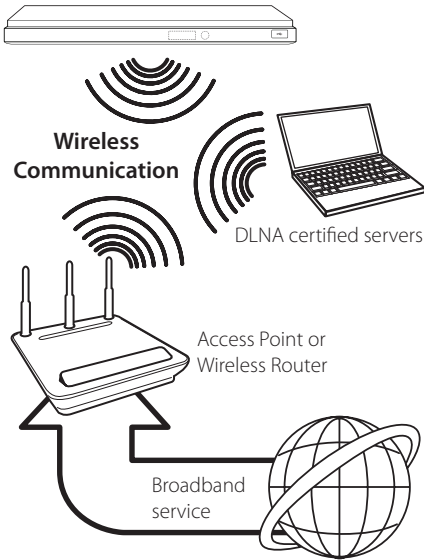 Wireless
Communication
DLNA certified servers
Access Point or
Wireless Router
Broadband
service